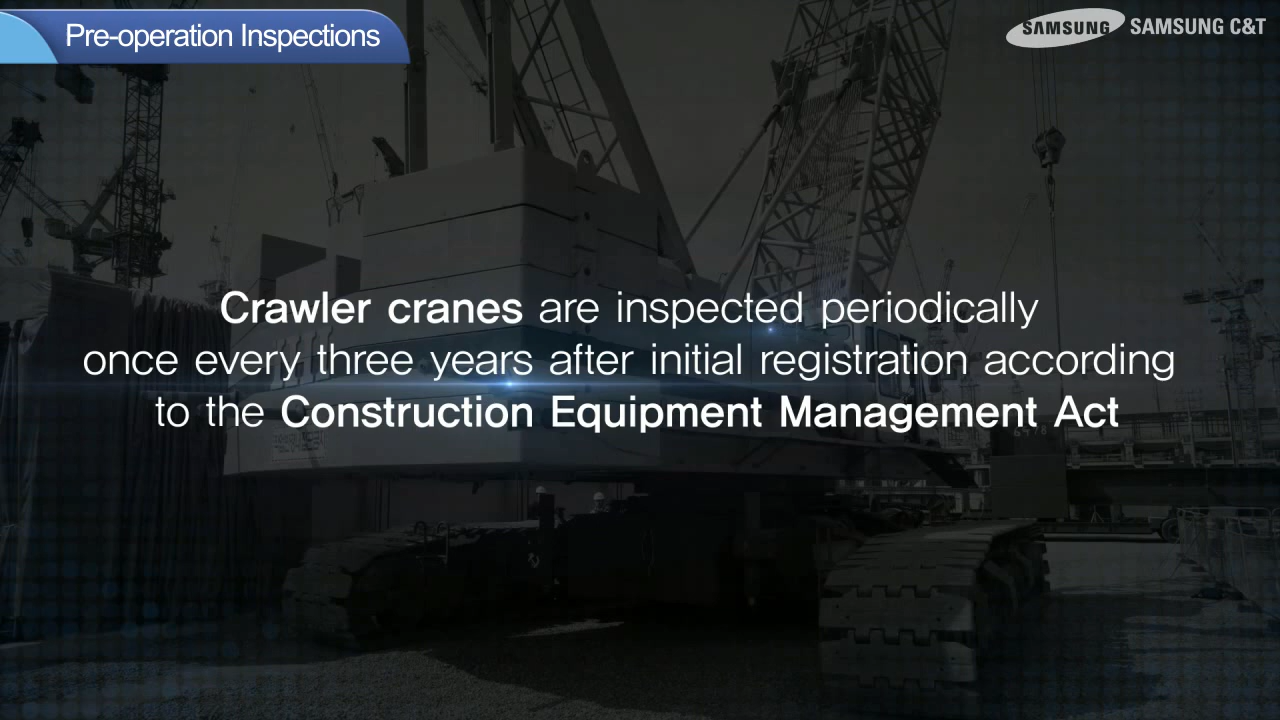 Pre-operation Inspections
SAMSUNG SAMSUNG C&T
Crawler cranes are inspected periodically
once every three years after initial registration according
to the Construction Equipment Management Act